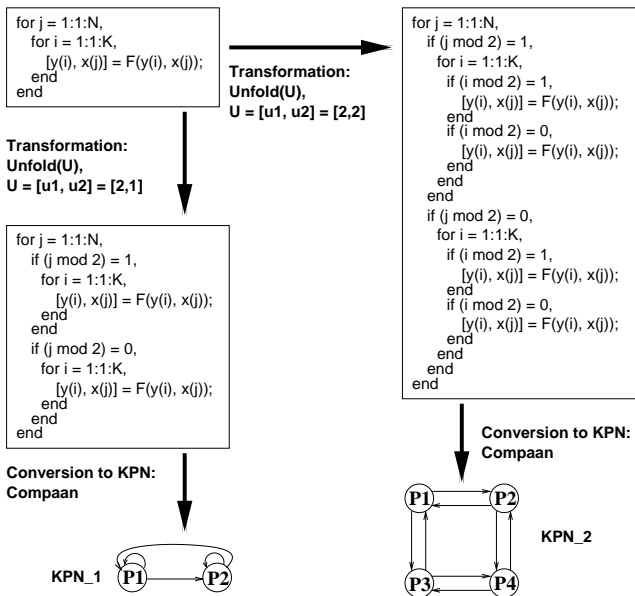 for j = 1:1:N,
for i = 1:1:K,
[y(i), x(j)] = F(y(i), x(j));
end
end
Transformation:
Unfold(U),
U = [u1, u2] = [2,2]
Transformation:
Unfold(U),
U = [u1, u2] = [2,1]
for j = 1:1:N,
if (j mod 2) = 1,
for i = 1:1:K,
[y(i), x(j)] = F(y(i), x(j));
end
end
if (j mod 2) = 0,
for i = 1:1:K,
[y(i), x(j)] = F(y(i), x(j));
end
end
end
Conversion to KPN:
Compaan
KPN_1
P1
P2
for j = 1:1:N,
if (j mod 2) = 1,
for i = 1:1:K,
if (i mod 2) = 1,
[y(i), x(j)] = F(y(i), x(j));
end
if (i mod 2) = 0,
[y(i), x(j)] = F(y(i), x(j));
end
end
end
if (j mod 2) = 0,
for i = 1:1:K,
if (i mod 2) = 1,
[y(i), x(j)] = F(y(i), x(j));
end
if (i mod 2) = 0,
[y(i), x(j)] = F(y(i), x(j));
end
end
end
end
Conversion to KPN:
Compaan
P1
P2
KPN_2
P3
P4